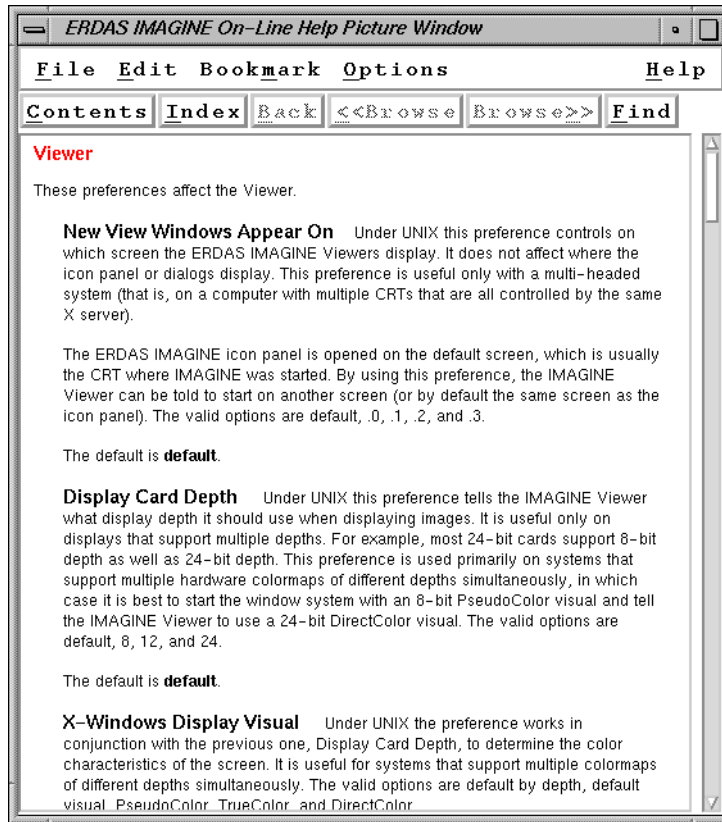 ERDAS IMAGINE On-Line Help Picture Window
File Edit Bookmark Options Help
Contents Index Back <<Browse Browse>> Find
Viewer
These preferences affect the Viewer.
New View Windows Appear On Under UNIX this preference controls on
which screen the ERDAS IMAGINE Viewers display. It does not affect where the
icon panel or dialogs display. This preference is useful only with a multi-headed
system (that is, on a computer with multiple CRTs that are all controlled by the same
X server).
The ERDAS IMAGINE icon panel is opened on the default screen, which is usually
the CRT where IMAGINE was started. By using this preference, the IMAGINE
Viewer can be told to start on another screen (or by default the same screen as the
icon panel). The valid options are default, .0, .1, .2, and .3.
The default is default.
Display Card Depth Under UNIX this preference tells the IMAGINE Viewer
what display depth it should use when displaying images. It is useful only on
displays that support multiple depths. For example, most 24-bit cards support 8-bit
depth as well as 24-bit depth. This preference is used primarily on systems that
support multiple hardware colormaps of different depths simultaneously, in which
case it is best to start the window system with an 8-bit PseudoColor visual and tell
the IMAGINE Viewer to use a 24-bit DirectColor visual. The valid options are
default, 8, 12, and 24.
The default is default.
X-Windows Display Visual Under UNIX the preference works in
conjunction with the previous one, Display Card Depth, to determine the color
characteristics of the screen. It is useful for systems that support multiple colormaps
of different depths simultaneously. The valid options are default by depth, default
visual, PseudoColor, TrueColor, and DirectColor